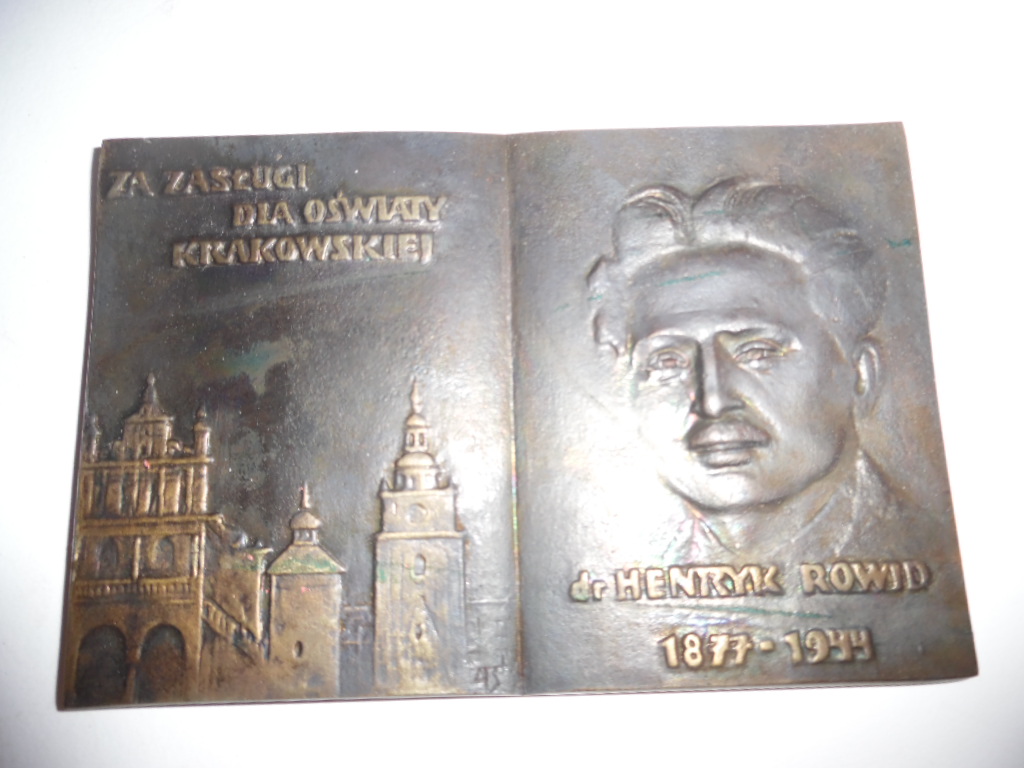 ZA ZASŁUGI
DLA OŚWIATY
KRAKOWSKIEJ
dr HENRYK ROWID
1877-1944